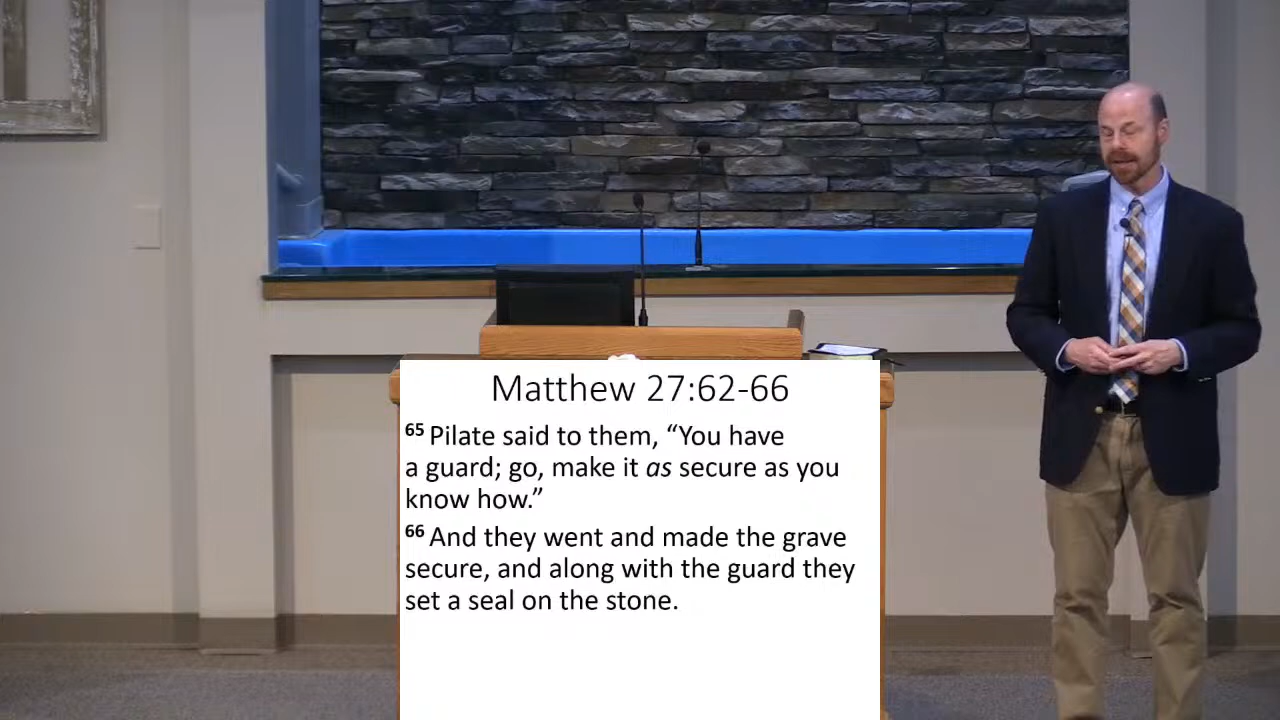 Matthew 27:62-66
65 Pilate said to them, “You have
a guard; go, make it as secure as you
know how.”
66 And they went and made the grave
secure, and along with the guard they
set a seal on the stone.